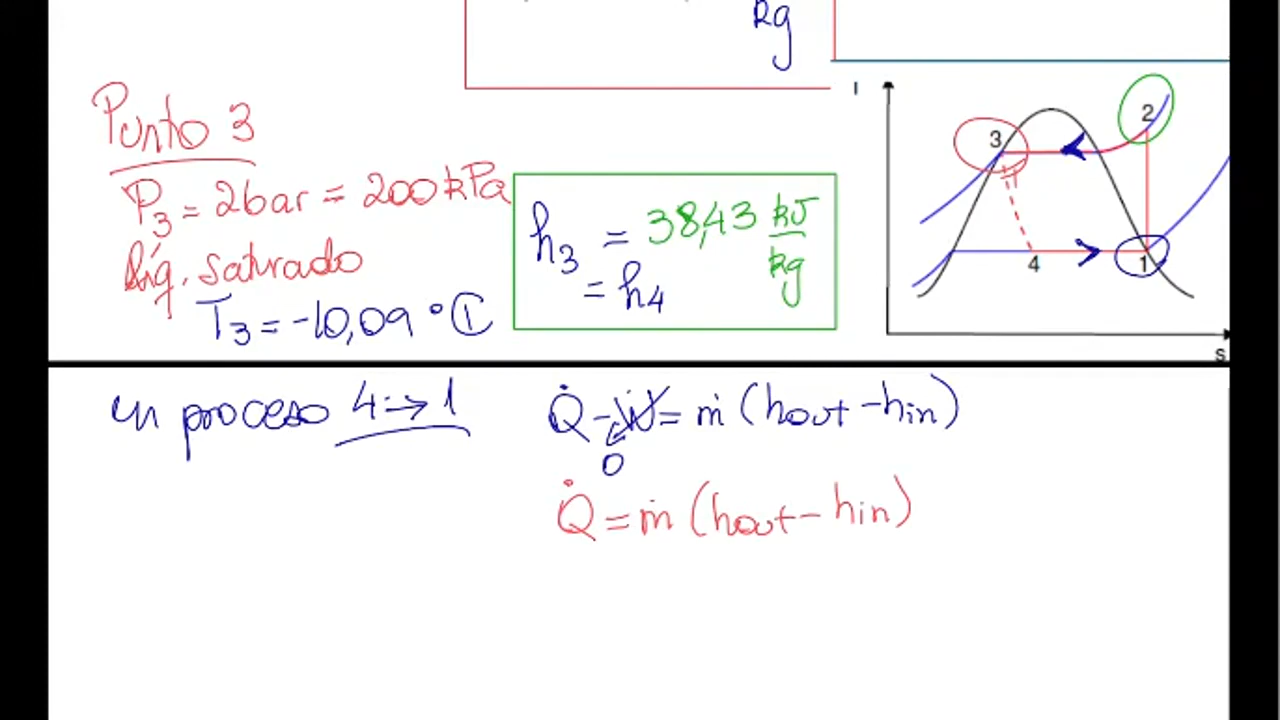 kg
Punto 3
P3 = 2bar = 200kPa
líq. saturado
T3 = -10,09 °C
h3 = 38,43 kJ/kg
= h4
3
2
4
1
s
en proceso 4 → 1
Q̇ - Ẇ = ṁ (hout - hin)
0
Q̇ = ṁ (hout - hin)